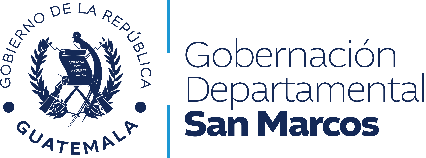 GOBIERNO DE LA REPÚBLICA
GUATEMALA
Gobernación
Departamental
San Marcos